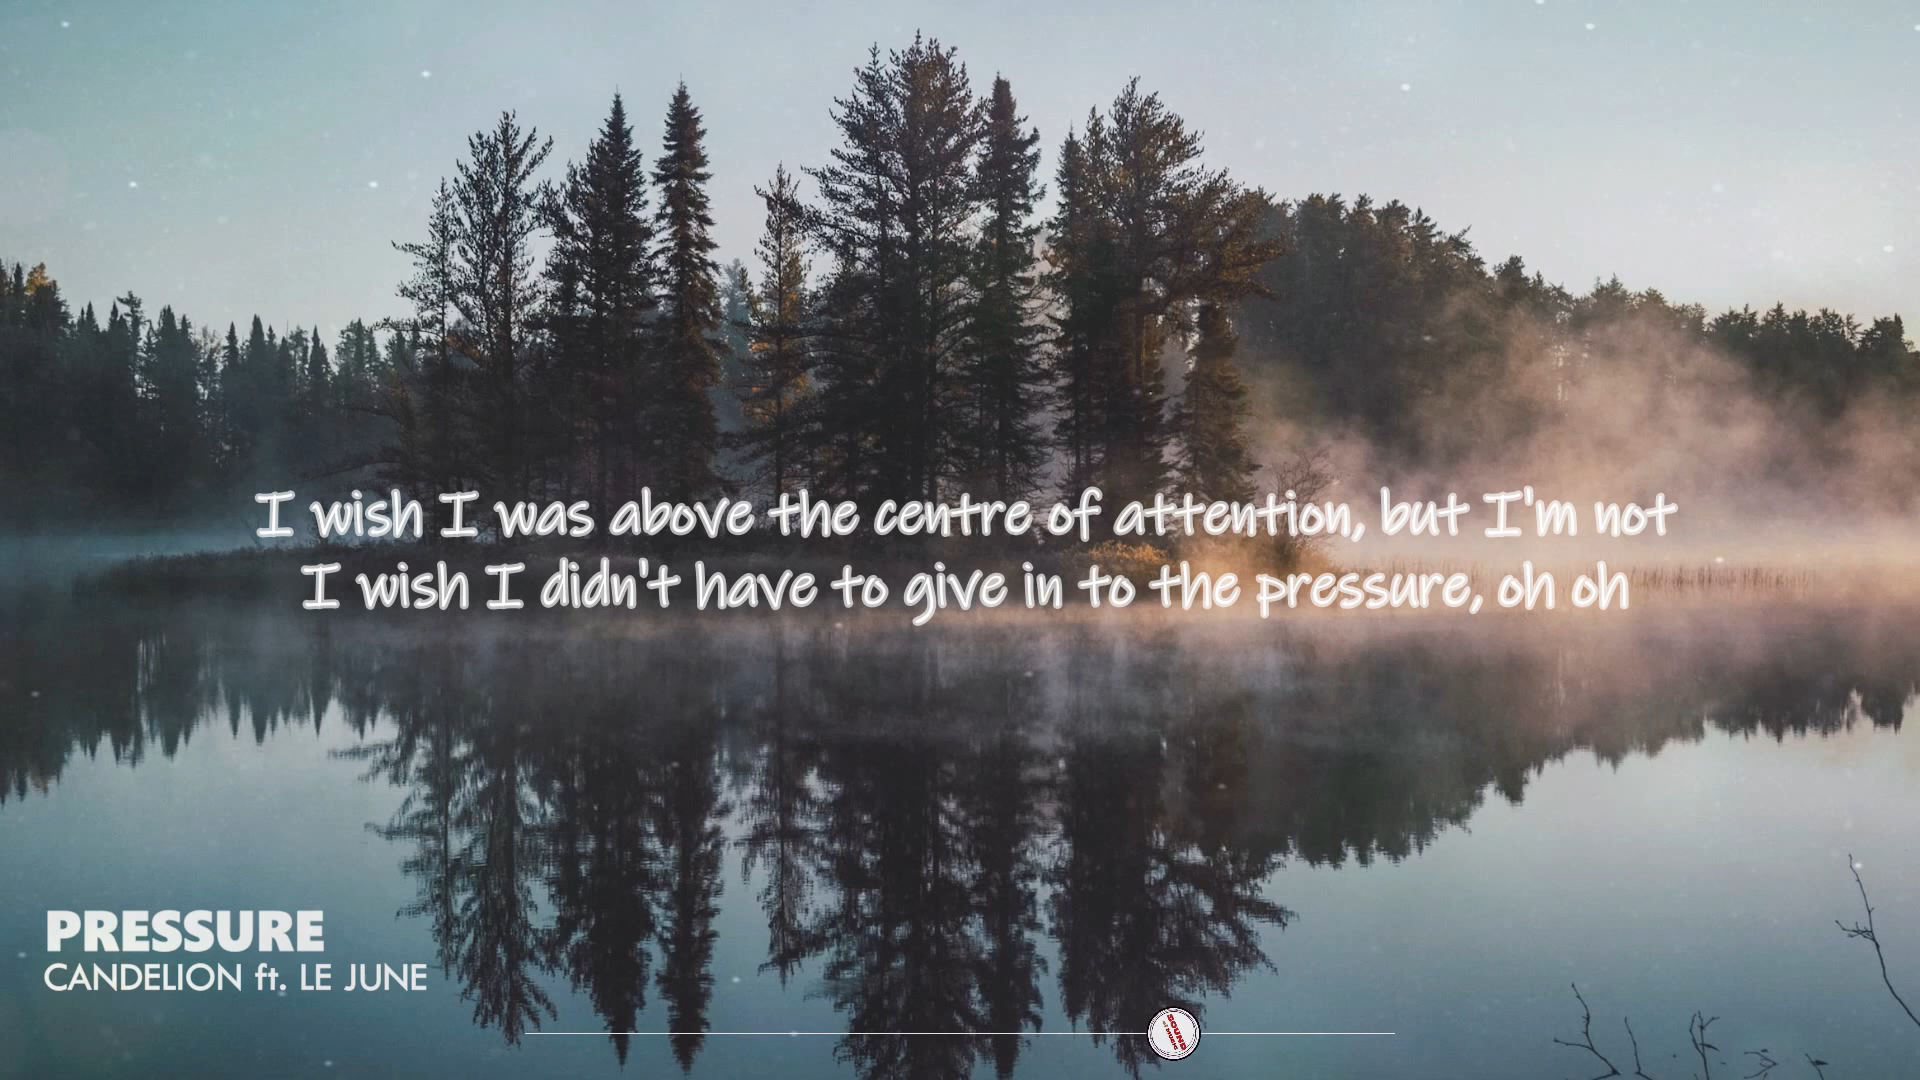 I wish I was above the centre of attention, but I'm not
I wish I didn't have to give in to the pressure, oh oh
PRESSURE
CANDELION ft. LE JUNE
SOUND